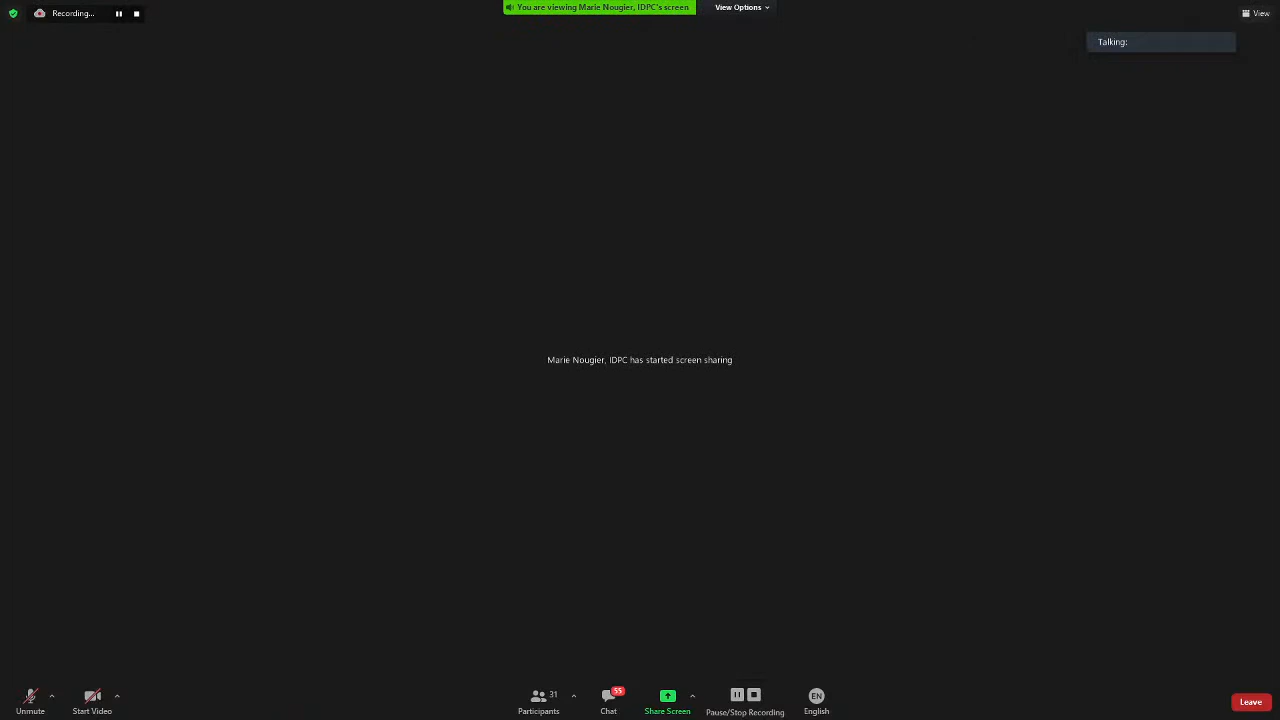 Recording...
You are viewing Marie Nougier, IDPC's screen
View Options
View
Talking:
Marie Nougier, IDPC has started screen sharing
Unmute
Start Video
31
Participants
55
Chat
Share Screen
Pause/Stop Recording
EN
English
Leave